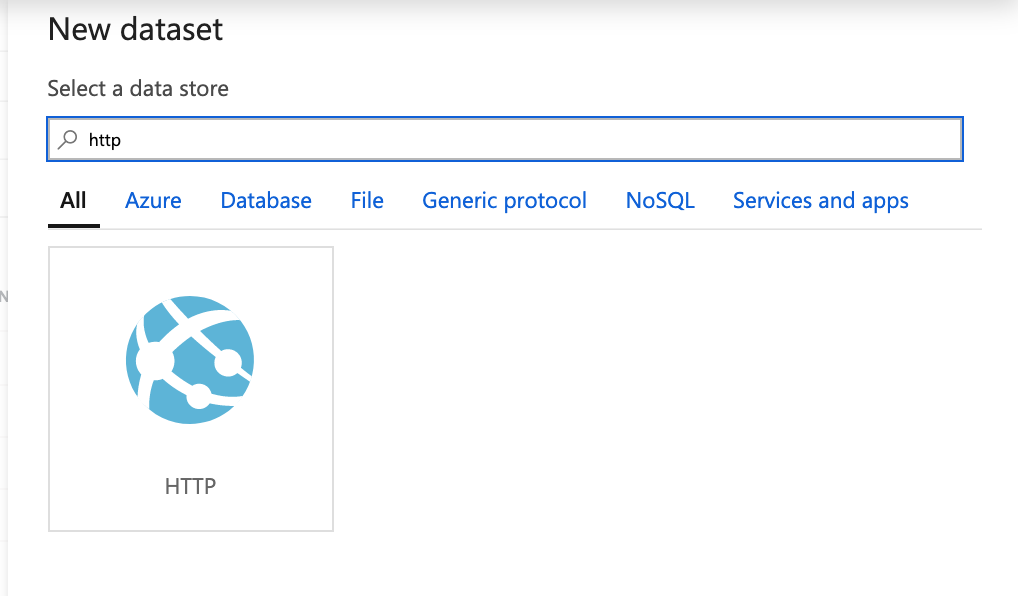 New dataset
Select a data store
http
All Azure Database File Generic protocol NoSQL Services and apps
N
HTTP